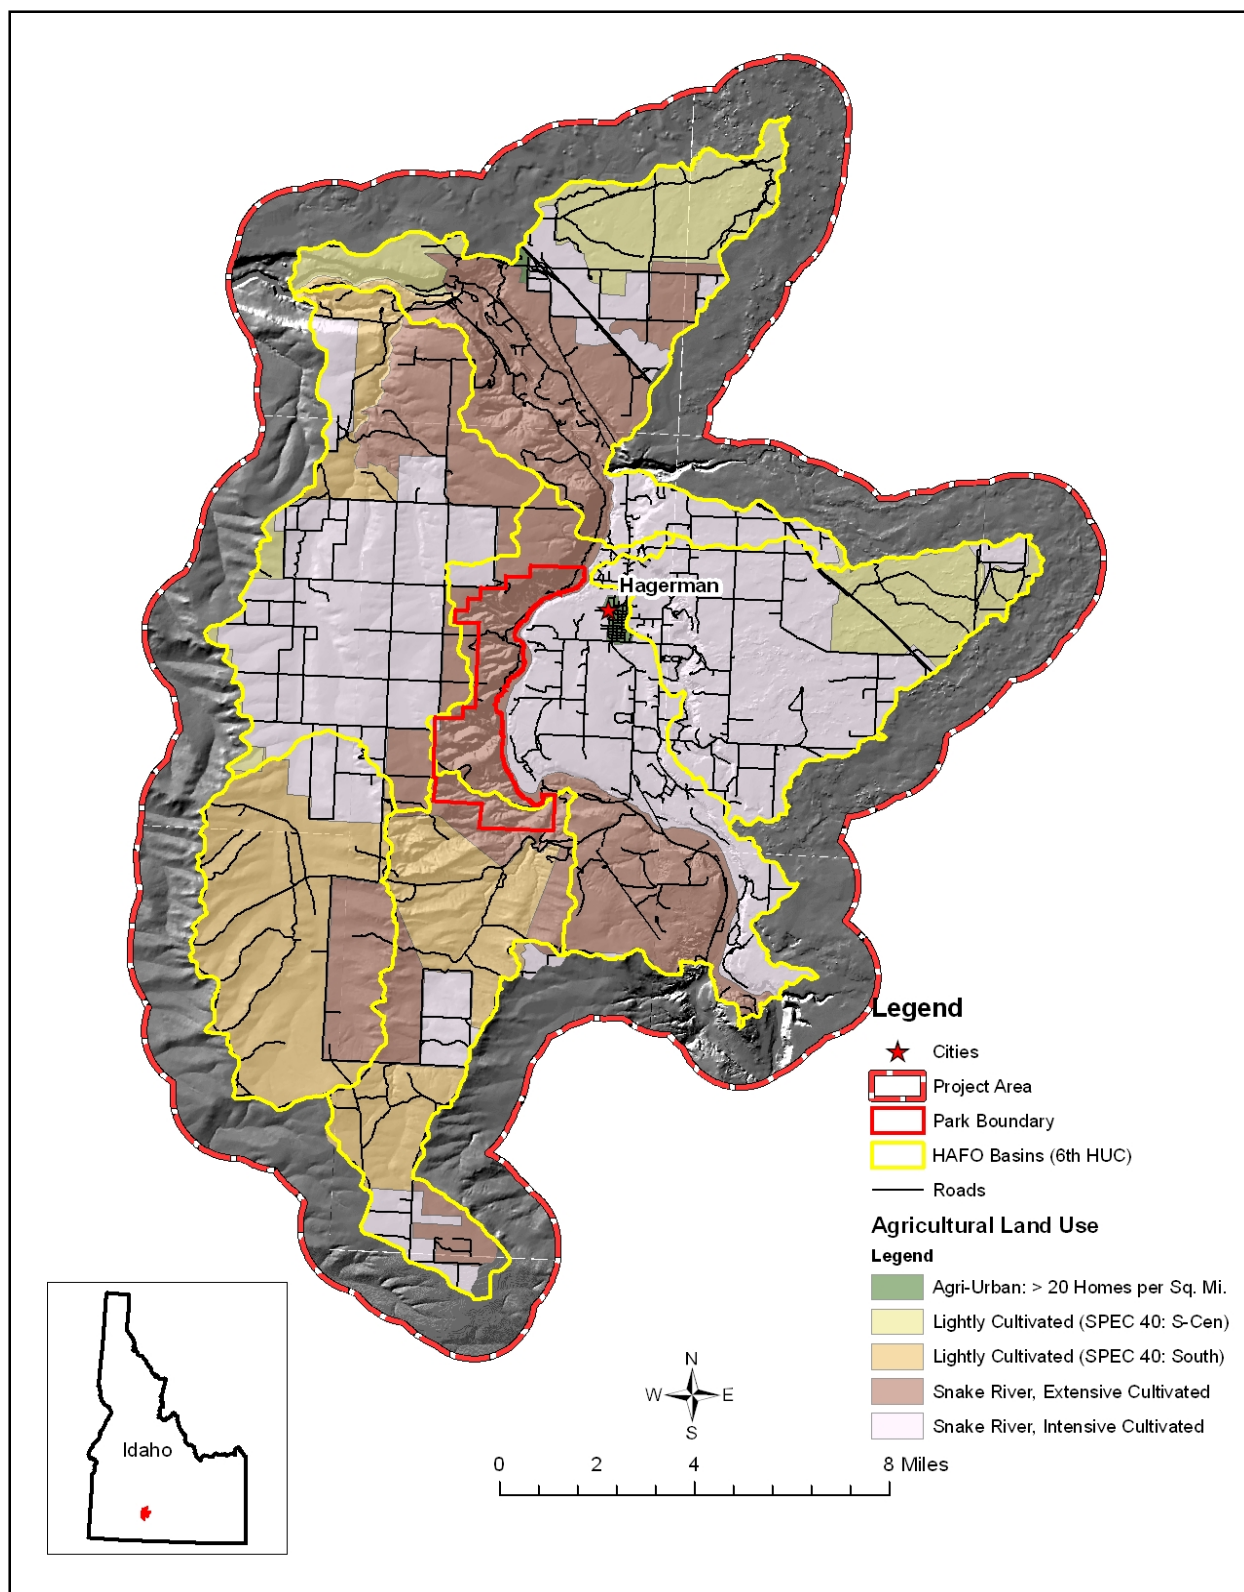 Hagerman
Legend
Cities
Project Area
Park Boundary
HAFO Basins (6th HUC)
Roads
Agricultural Land Use
Legend
Agri-Urban: > 20 Homes per Sq. Mi.
Lightly Cultivated (SPEC 40: S-Cen)
Lightly Cultivated (SPEC 40: South)
Snake River, Extensive Cultivated
Snake River, Intensive Cultivated
N
W E
S
0 2 4 8 Miles
Idaho